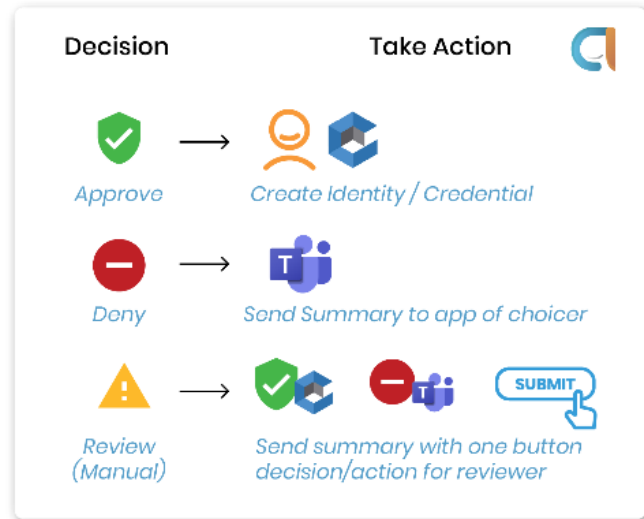 Decision
Take Action
Approve
Create Identity / Credential
Deny
T
Send Summary to app of choicer
T
SUBMIT
Review
(Manual)
Send summary with one button
decision/action for reviewer